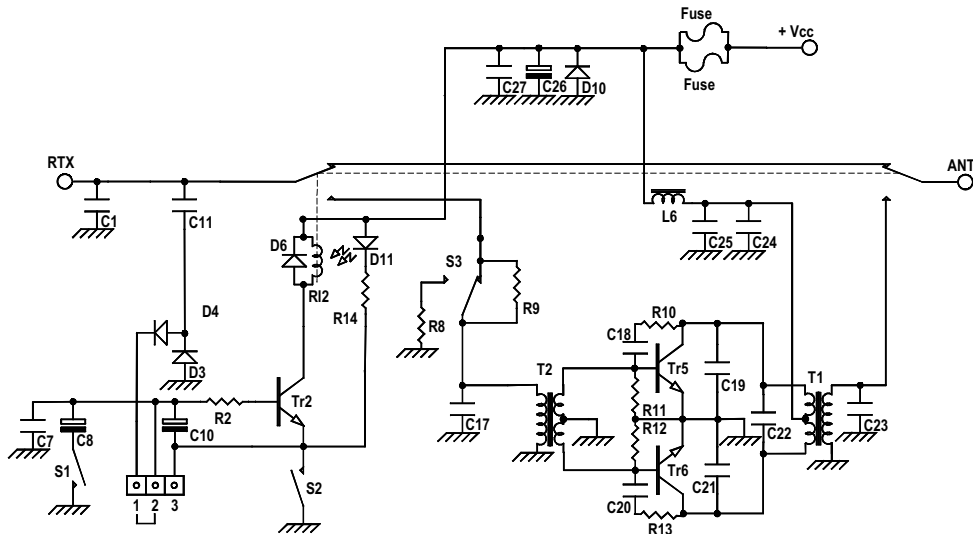 Fuse
+ Vcc
Fuse
C27
C26
D10
RTX
ANT
C1
C11
L6
C25
C24
D6
D11
S3
Rl2
R9
R14
R8
D4
D3
R10
C18
Tr5
T2
C19
T1
Tr2
R2
R11
R12
C17
C22
C23
C7
C8
C10
Tr6
C21
S1
S2
C20
R13
1
2
3